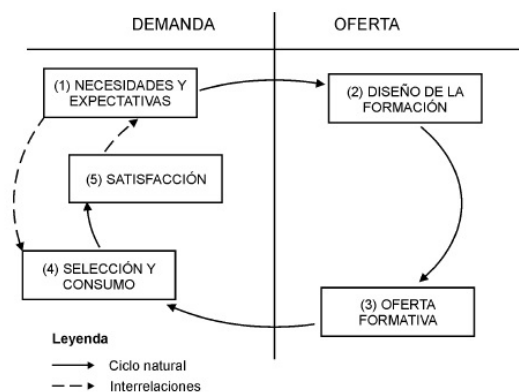 DEMANDA
OFERTA
(1) NECESIDADES Y
EXPECTATIVAS
(2) DISEÑO DE LA
FORMACIÓN
(5) SATISFACCIÓN
(4) SELECCIÓN Y
CONSUMO
(3) OFERTA
FORMATIVA
Leyenda
Ciclo natural
Interrelaciones